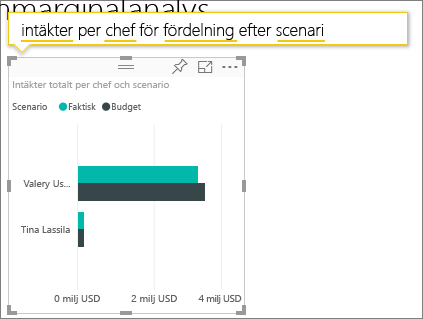 mmarginalanalys
intäkter per chef för fördelning efter scenari
Intäkter totalt per chef och scenario
Scenario Faktisk Budget
Valery Us...
Tina Lassila
0 milj USD 2 milj USD 4 milj USD